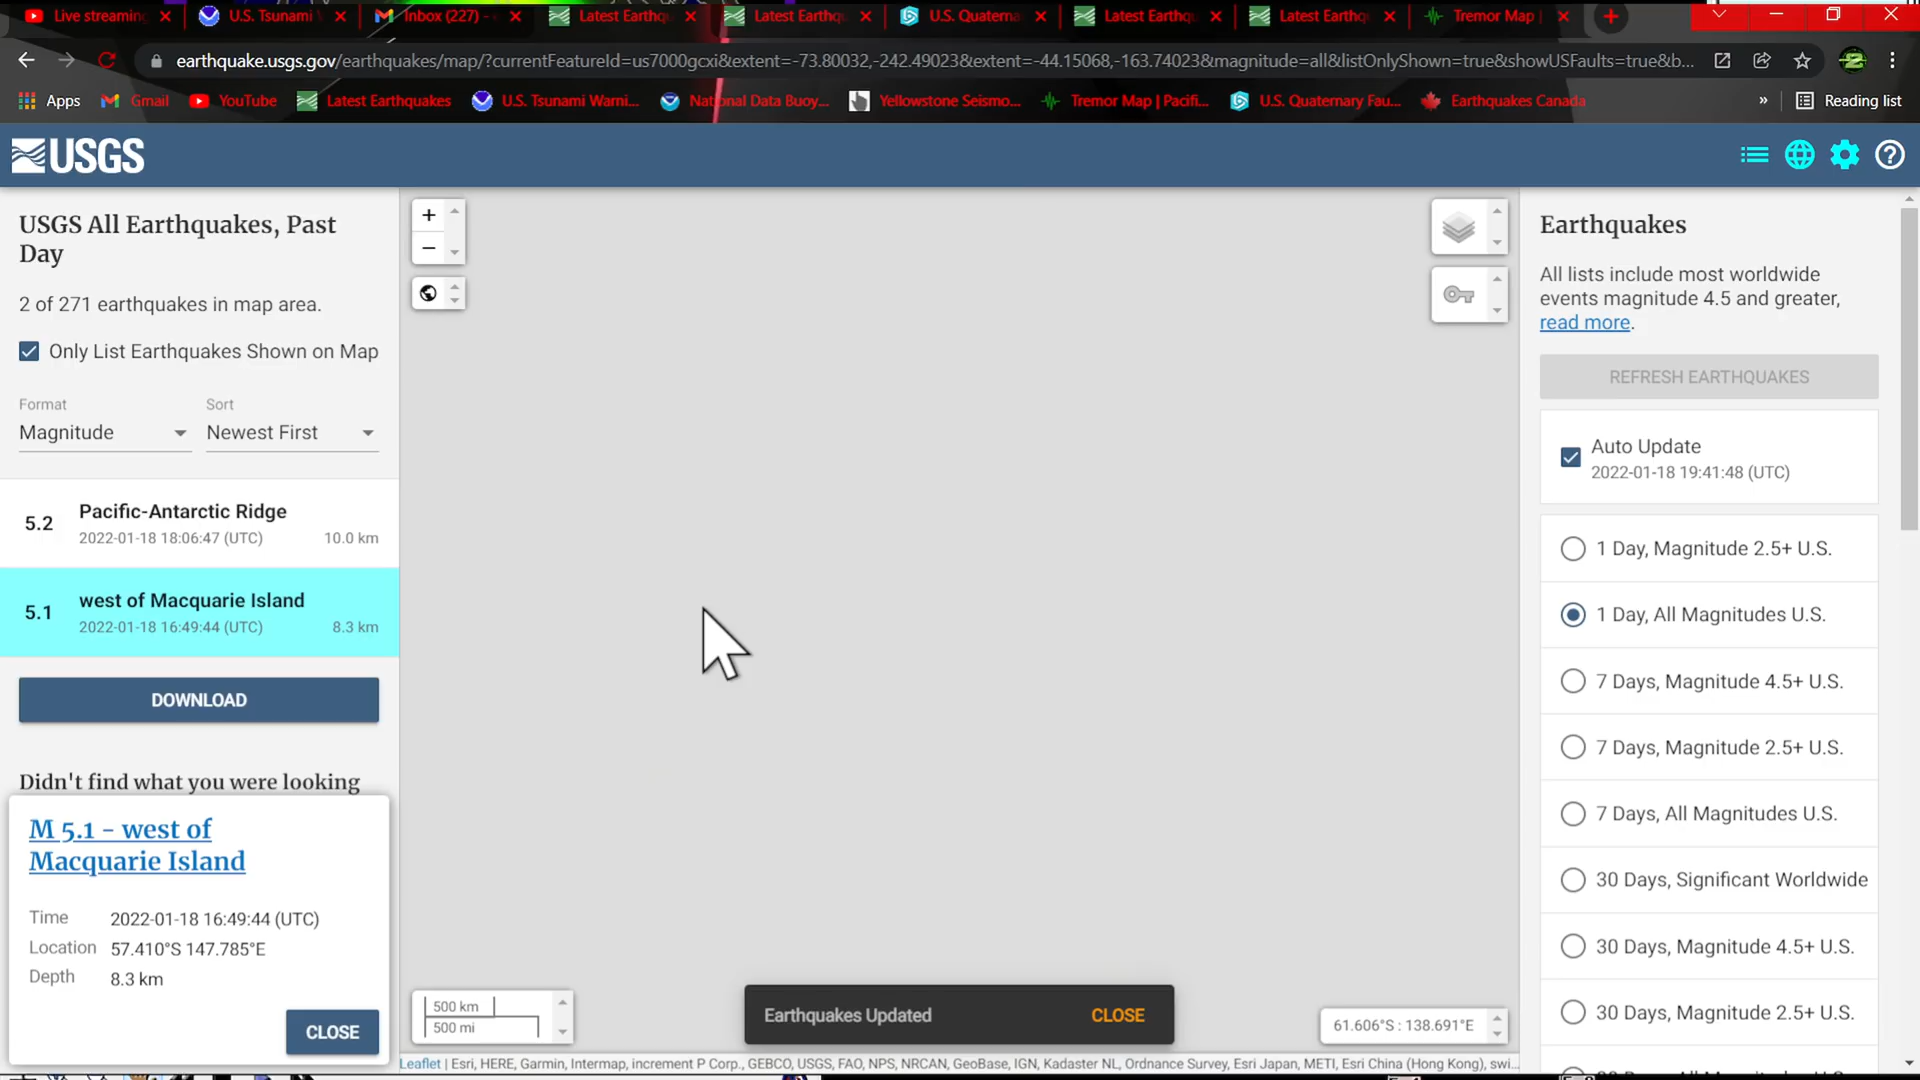 Live streaming
U.S. Tsunami
Inbox (227) -
Latest Earthqu
Latest Earthqu
U.S. Quaterna
Latest Earthqu
Latest Earthqu
Tremor Map |
earthquake.usgs.gov/earthquakes/map/?currentFeatureId=us7000gcxi&extent=-73.80032,-242.49023&extent=-44.15068,-163.74023&magnitude=all&listOnlyShown=true&showUSFaults=true&b...
Apps
Gmail
YouTube
Latest Earthquakes
U.S. Tsunami Warni...
National Data Buoy...
Yellowstone Seismo...
Tremor Map | Pacifi...
U.S. Quaternary Fau...
Earthquakes Canada
»
Reading list
USGS
USGS All Earthquakes, Past
Day
2 of 271 earthquakes in map area.
Only List Earthquakes Shown on Map
Format
Sort
Magnitude
Newest First
5.2
Pacific-Antarctic Ridge
2022-01-18 18:06:47 (UTC)
10.0 km
5.1
west of Macquarie Island
2022-01-18 16:49:44 (UTC)
8.3 km
DOWNLOAD
Didn't find what you were looking
M 5.1 - west of
Macquarie Island
Time 2022-01-18 16:49:44 (UTC)
Location 57.410°S 147.785°E
Depth 8.3 km
CLOSE
+
−
500 km
500 mi
Earthquakes Updated CLOSE
61.606°S : 138.691°E
Leaflet | Esri, HERE, Garmin, Intermap, increment P Corp., GEBCO, USGS, FAO, NPS, NRCAN, GeoBase, IGN, Kadaster NL, Ordnance Survey, Esri Japan, METI, Esri China (Hong Kong), swi...
Earthquakes
All lists include most worldwide
events magnitude 4.5 and greater,
read more.
REFRESH EARTHQUAKES
Auto Update
2022-01-18 19:41:48 (UTC)
1 Day, Magnitude 2.5+ U.S.
1 Day, All Magnitudes U.S.
7 Days, Magnitude 4.5+ U.S.
7 Days, Magnitude 2.5+ U.S.
7 Days, All Magnitudes U.S.
30 Days, Significant Worldwide
30 Days, Magnitude 4.5+ U.S.
30 Days, Magnitude 2.5+ U.S.